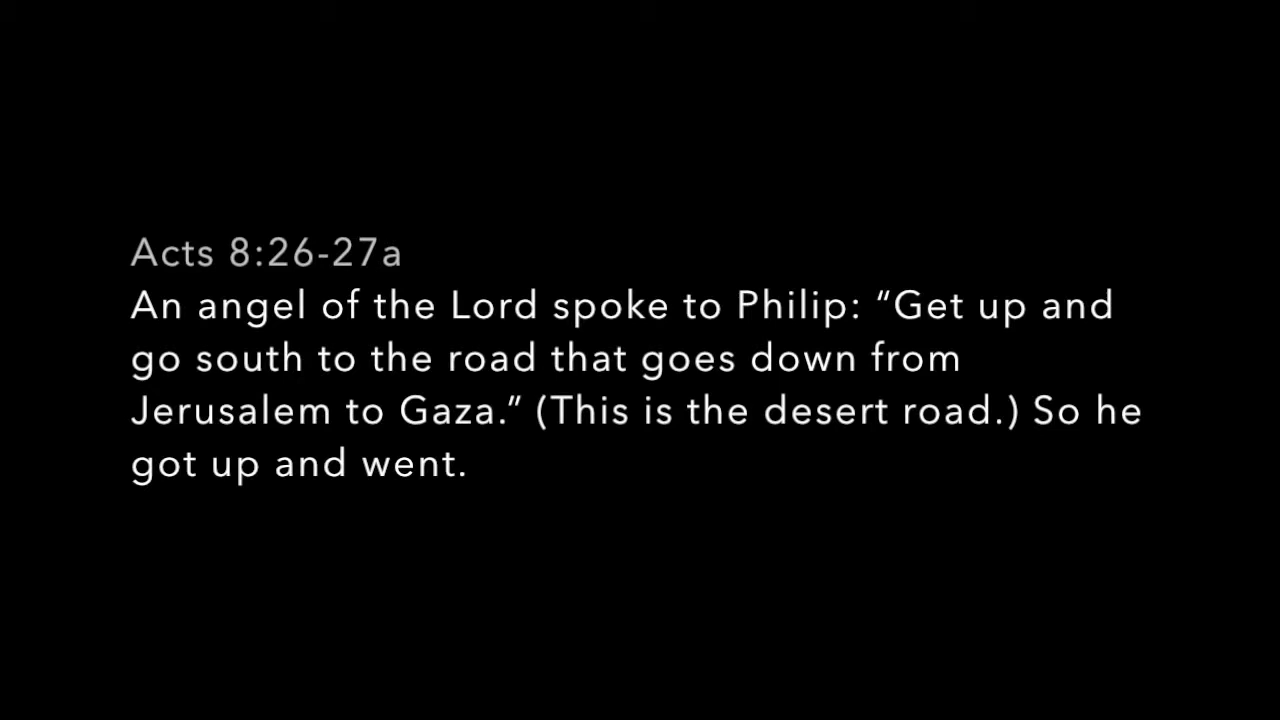 Acts 8:26-27a
An angel of the Lord spoke to Philip: “Get up and
go south to the road that goes down from
Jerusalem to Gaza.” (This is the desert road.) So he
got up and went.